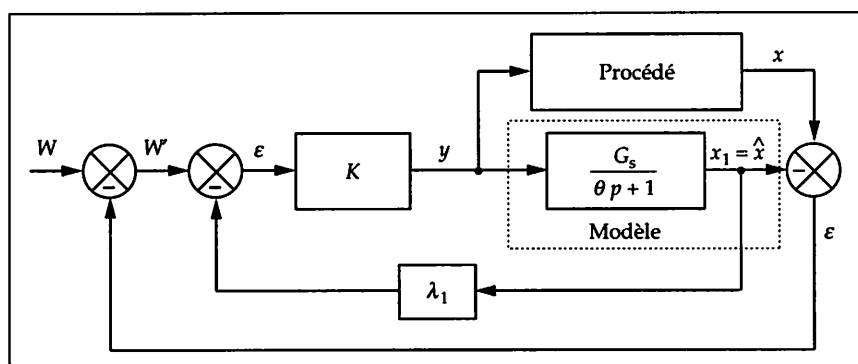 Procédé
x
W
W'
ε
K
y
G_s
θ p + 1
x_1 = x̂
Modèle
ε
λ_1
-
-
-